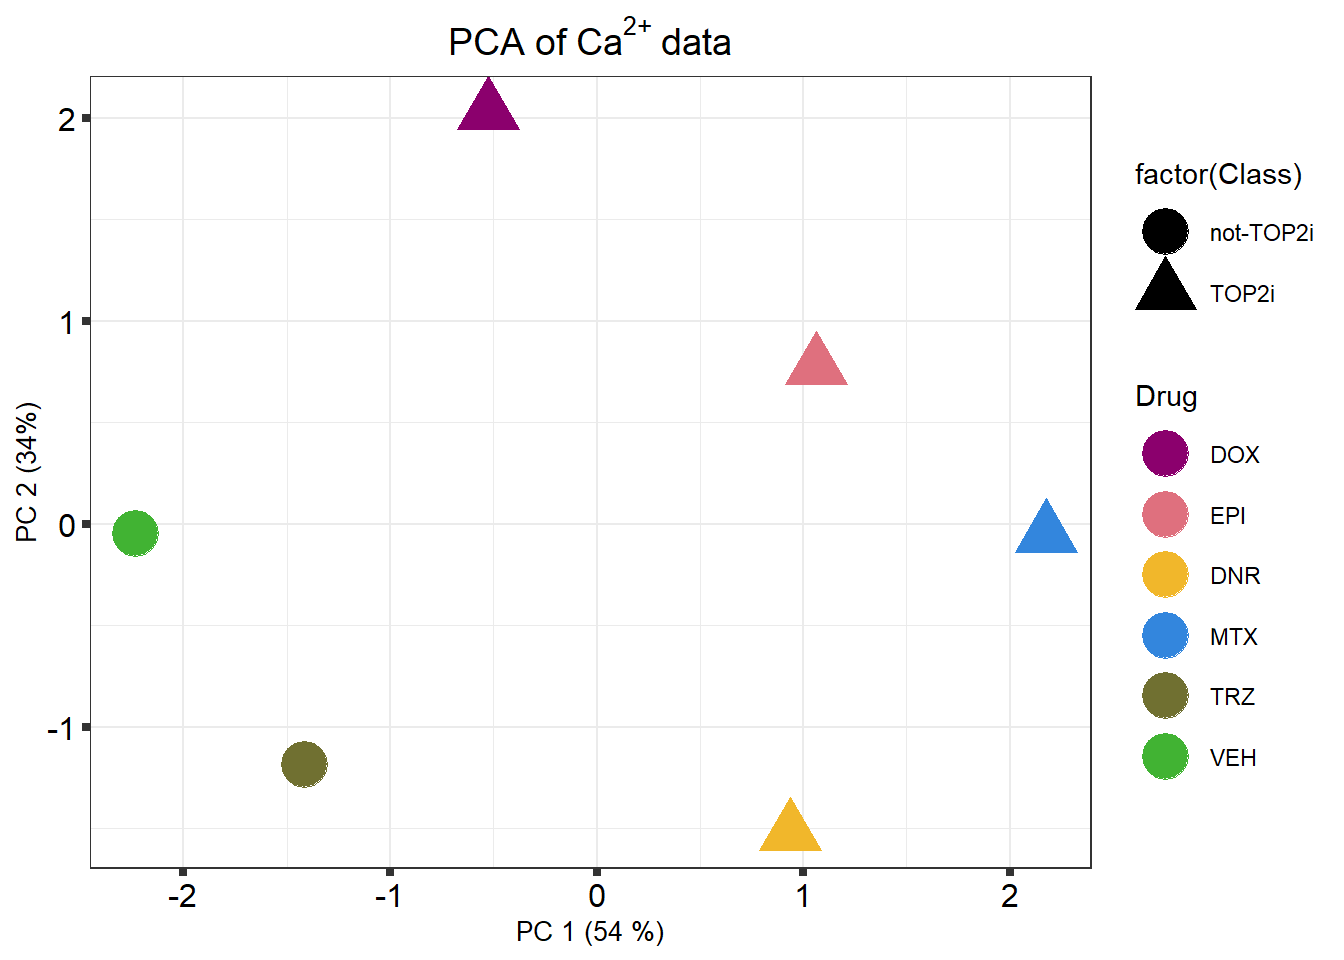 PCA of Ca2+ data
2
1
0
-1
PC 2 (34%)
-2
-1
0
1
2
PC 1 (54 %)
factor(Class)
not-TOP2i
TOP2i
Drug
DOX
EPI
DNR
MTX
TRZ
VEH